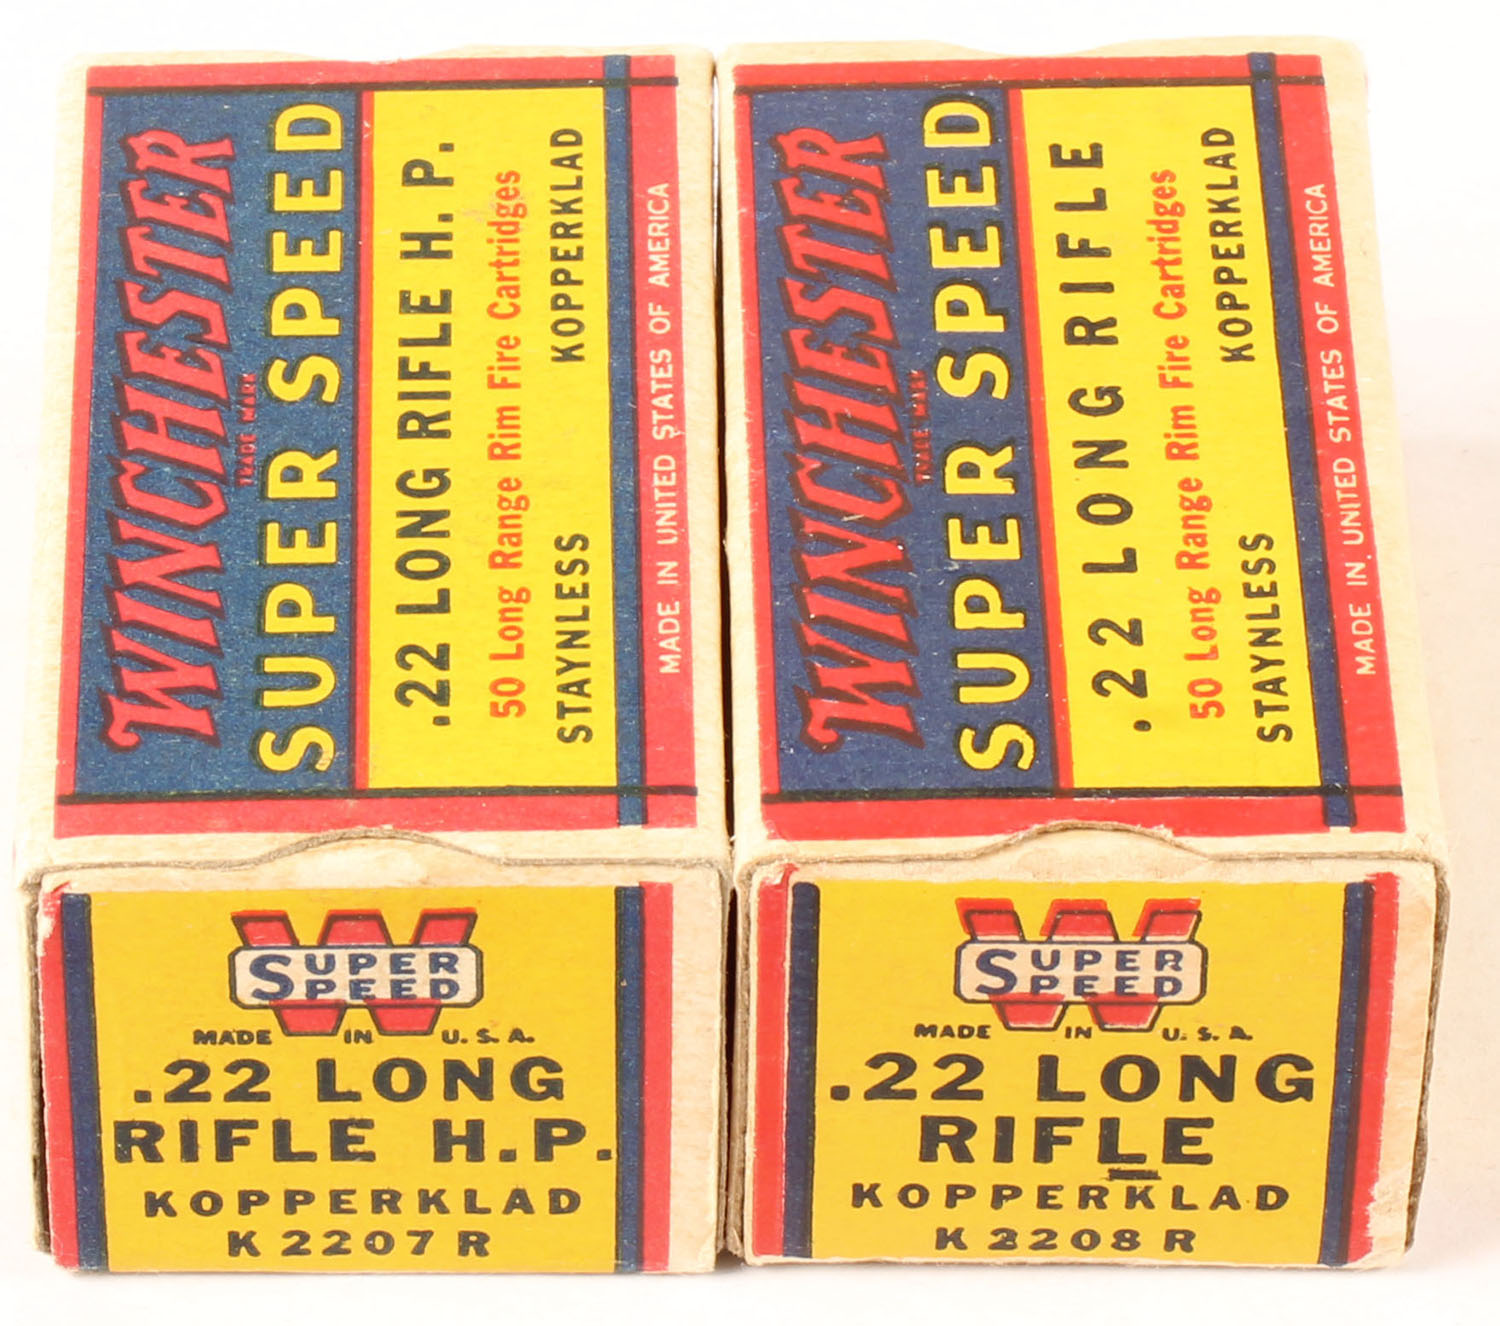 WINCHESTER
TRADE MARK
SUPER SPEED
.22 LONG RIFLE H. P.
50 Long Range Rim Fire Cartridges
STAYNLESS KOPPERKLAD
MADE IN UNITED STATES OF AMERICA
W
SUPER
SPEED
MADE IN U.S.A.
.22 LONG
RIFLE H.P.
KOPPERKLAD
K2207R
WINCHESTER
TRADE MARK
SUPER SPEED
.22 LONG RIFLE
50 Long Range Rim Fire Cartridges
STAYNLESS KOPPERKLAD
MADE IN UNITED STATES OF AMERICA
W
SUPER
SPEED
MADE IN U.S.A.
.22 LONG
RIFLE
KOPPERKLAD
K2208R